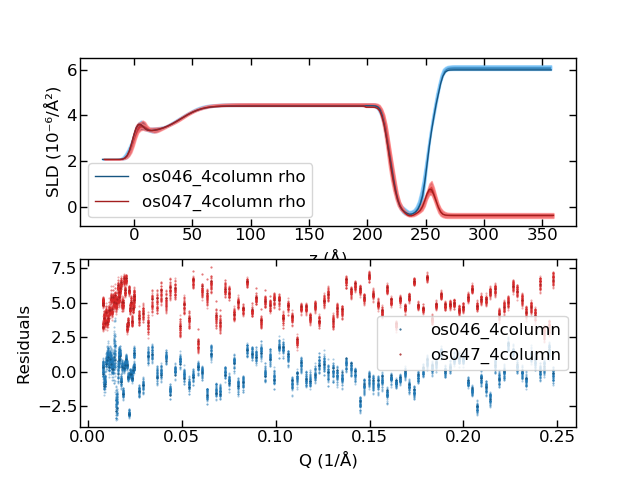 SLD (10⁻⁶/Å²)
6
4
2
0
os046_4column rho
os047_4column rho
0 50 100 150 200 250 300 350
z (Å)
Residuals
7.5
5.0
2.5
0.0
−2.5
os046_4column
os047_4column
0.00 0.05 0.10 0.15 0.20 0.25
Q (1/Å)